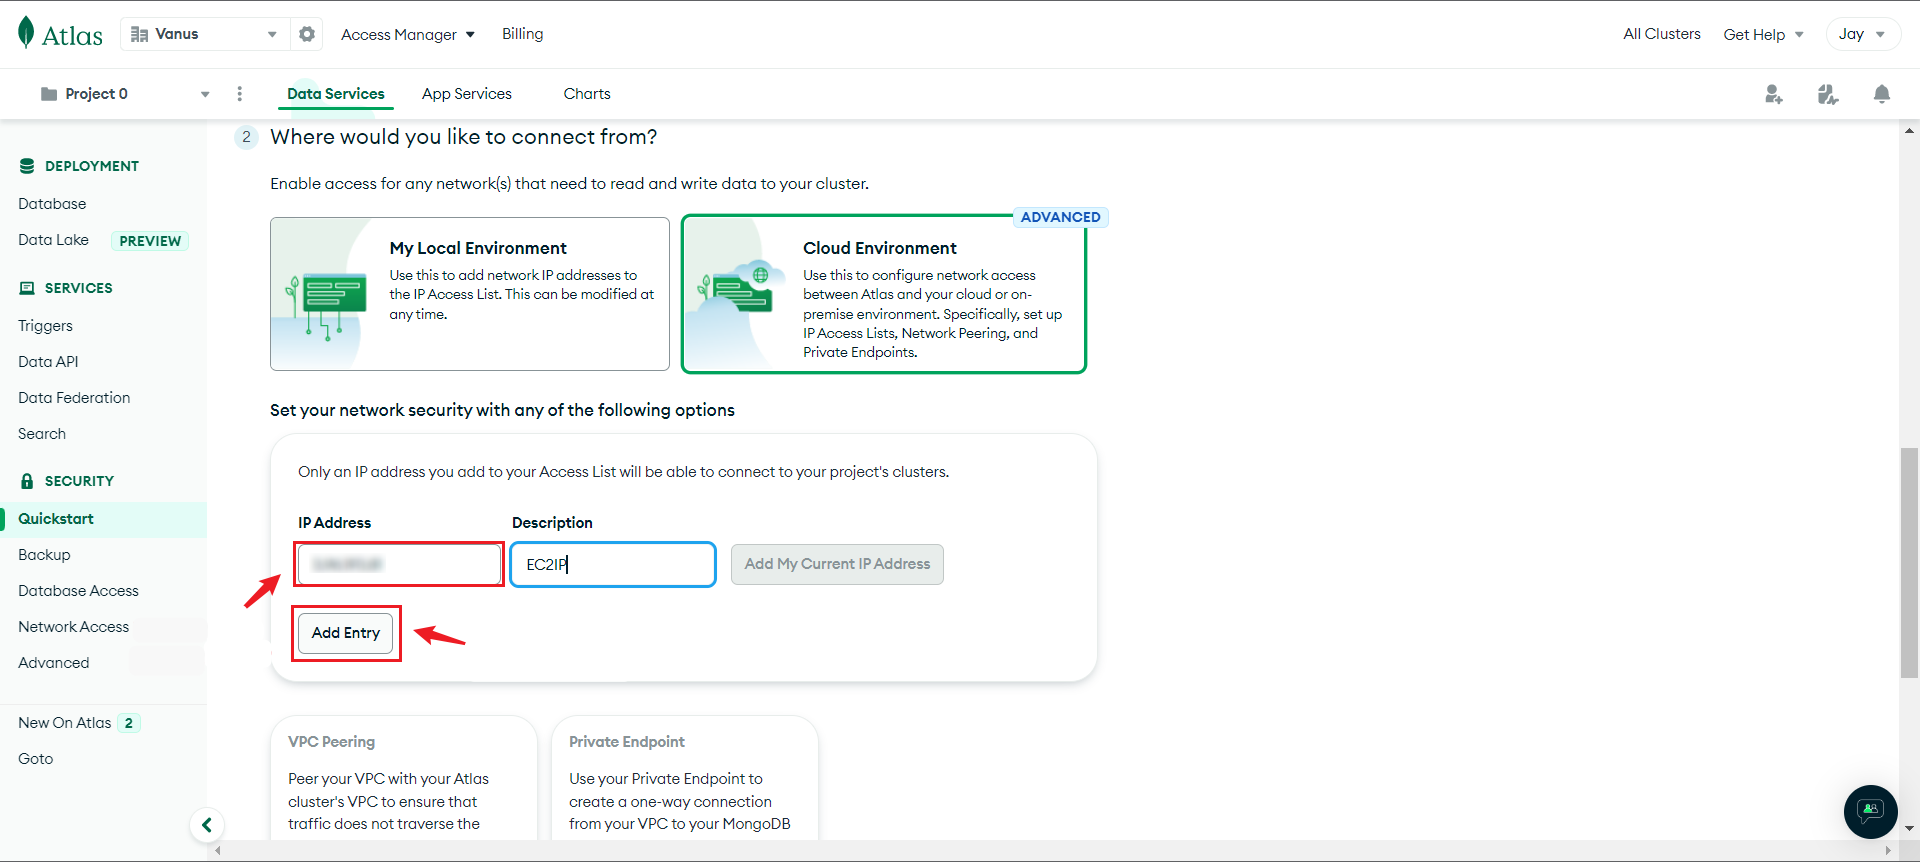 Atlas
Vanus
Access Manager
Billing
All Clusters
Get Help
Jay
Project 0
Data Services
App Services
Charts
DEPLOYMENT
Database
Data Lake
PREVIEW
SERVICES
Triggers
Data API
Data Federation
Search
SECURITY
Quickstart
Backup
Database Access
Network Access
Advanced
New On Atlas 2
Goto
2
Where would you like to connect from?
Enable access for any network(s) that need to read and write data to your cluster.
My Local Environment
Use this to add network IP addresses to
the IP Access List. This can be modified at
any time.
ADVANCED
Cloud Environment
Use this to configure network access
between Atlas and your cloud or on-
premise environment. Specifically, set up
IP Access Lists, Network Peering, and
Private Endpoints.
Set your network security with any of the following options
Only an IP address you add to your Access List will be able to connect to your project's clusters.
IP Address
Description
EC2IP
Add My Current IP Address
Add Entry
VPC Peering
Peer your VPC with your Atlas
cluster's VPC to ensure that
traffic does not traverse the
Private Endpoint
Use your Private Endpoint to
create a one-way connection
from your VPC to your MongoDB